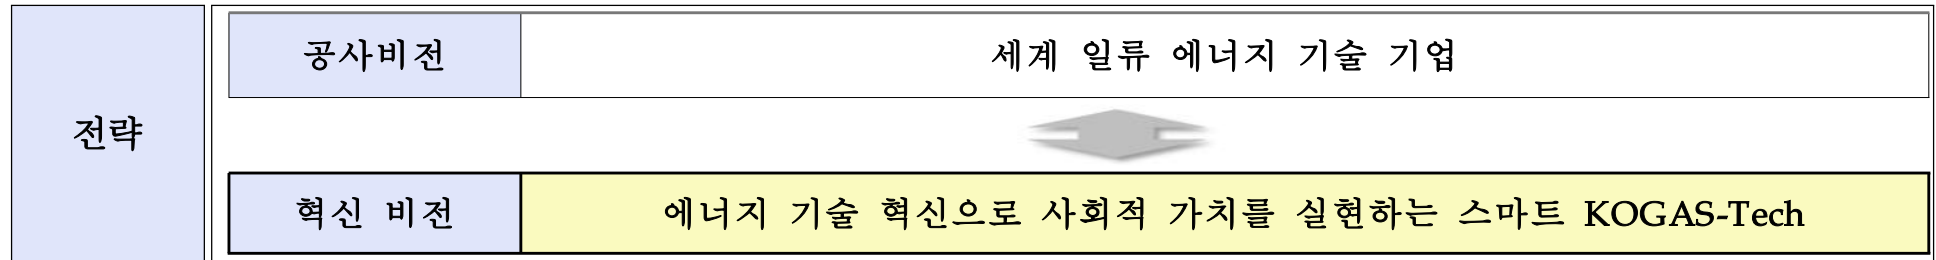 전략
공사비전
세계 일류 에너지 기술 기업
혁신 비전
에너지 기술 혁신으로 사회적 가치를 실현하는 스마트 KOGAS-Tech